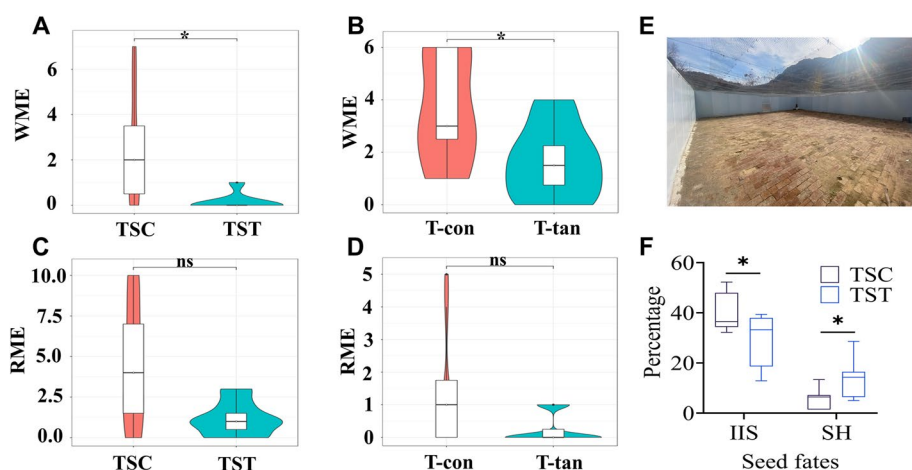 A
B
E
*
*
WME
6
4
2
0
TSC
TST
WME
6
4
2
0
T-con
T-tan
C
D
F
ns
ns
RME
10.0
7.5
5.0
2.5
0.0
TSC
TST
RME
5
4
3
2
1
0
T-con
T-tan
Percentage
60
40
20
0
*
*
TSC
TST
IIS
SH
Seed fates